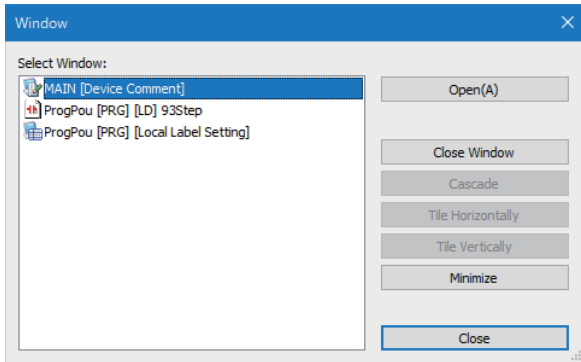 Window
Select Window:
MAIN [Device Comment]
ProgPou [PRG] [LD] 93Step
ProgPou [PRG] [Local Label Setting]
Open(A)
Close Window
Cascade
Tile Horizontally
Tile Vertically
Minimize
Close